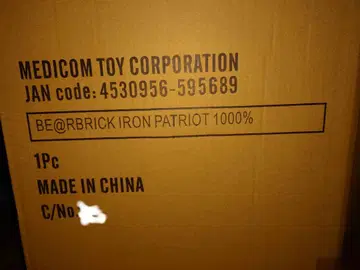 MEDICOM TOY CORPORATION
JAN code: 4530956-595689
BE@RBRICK IRON PATRIOT 1000%
1Pc
MADE IN CHINA
C/No: